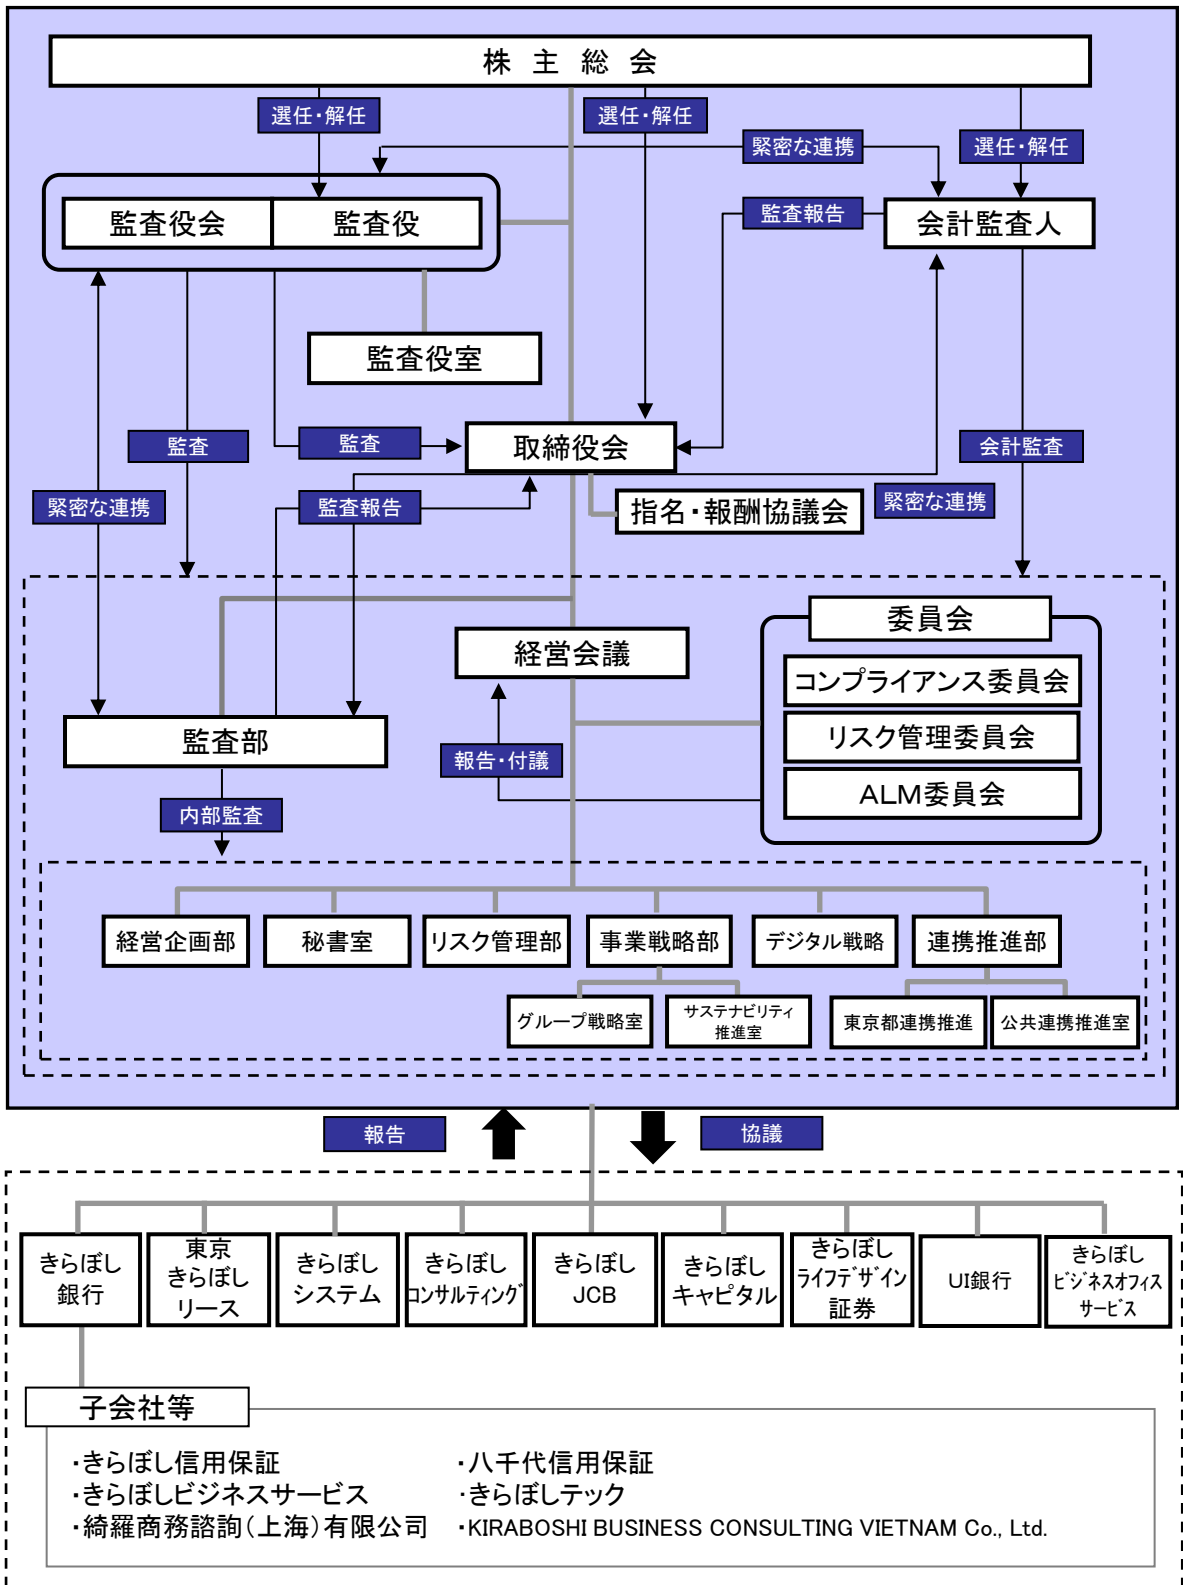 株主総会
選任・解任
選任・解任
緊密な連携
選任・解任
監査役会
監査役
監査報告
会計監査人
監査役室
監査
監査
取締役会
会計監査
緊密な連携
監査報告
指名・報酬協議会
緊密な連携
委員会
経営会議
コンプライアンス委員会
リスク管理委員会
ALM委員会
監査部
報告・付議
内部監査
経営企画部
秘書室
リスク管理部
事業戦略部
デジタル戦略
連携推進部
グループ戦略室
サステナビリティ
推進室
東京都連携推進
公共連携推進室
報告
協議
きらぼし
銀行
東京
きらぼし
リース
きらぼし
システム
きらぼし
コンサルティング
きらぼし
JCB
きらぼし
キャピタル
きらぼし
ライフデザイン
証券
UI銀行
きらぼし
ビジネスオフィス
サービス
子会社等
・きらぼし信用保証
・八千代信用保証
・きらぼしビジネスサービス
・きらぼしテック
・綺羅商務諮詢(上海)有限公司
・KIRABOSHI BUSINESS CONSULTING VIETNAM Co., Ltd.